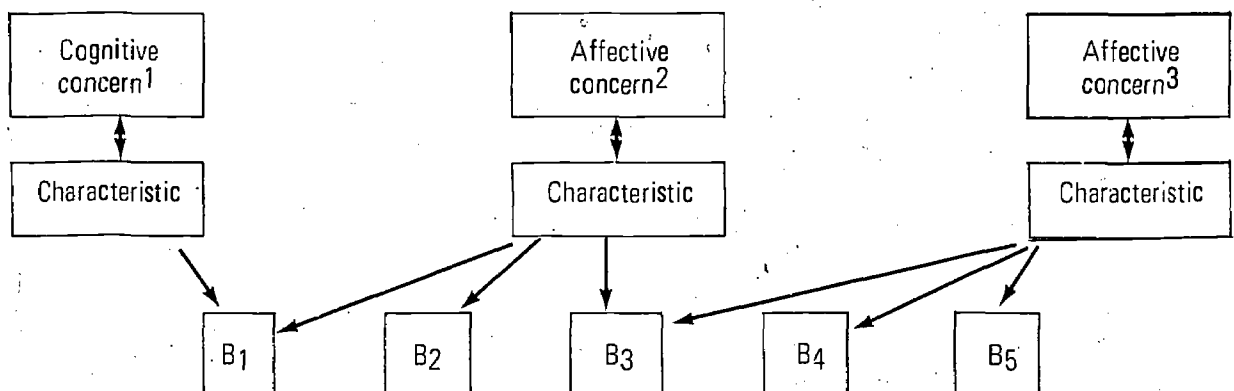 Cognitive
concern1
Affective
concern2
Affective
concern3
Characteristic
Characteristic
Characteristic
B1
B2
B3
B4
B5